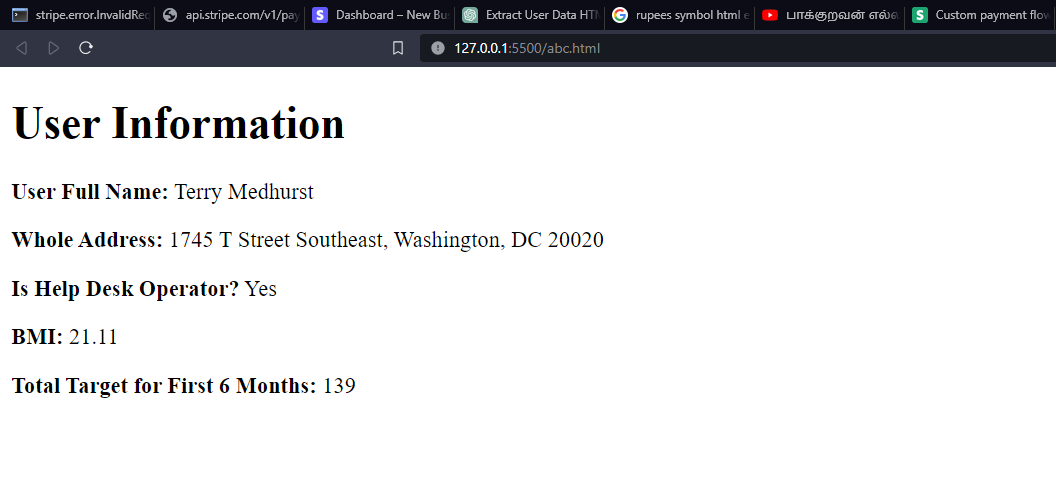 stripe.error.InvalidRec
api.stripe.com/v1/pay
Dashboard – New Bu
Extract User Data HTM
rupees symbol html e
பாக்குறவன் எல்ல
Custom payment flow
127.0.0.1:5500/abc.html
User Information
User Full Name: Terry Medhurst
Whole Address: 1745 T Street Southeast, Washington, DC 20020
Is Help Desk Operator? Yes
BMI: 21.11
Total Target for First 6 Months: 139